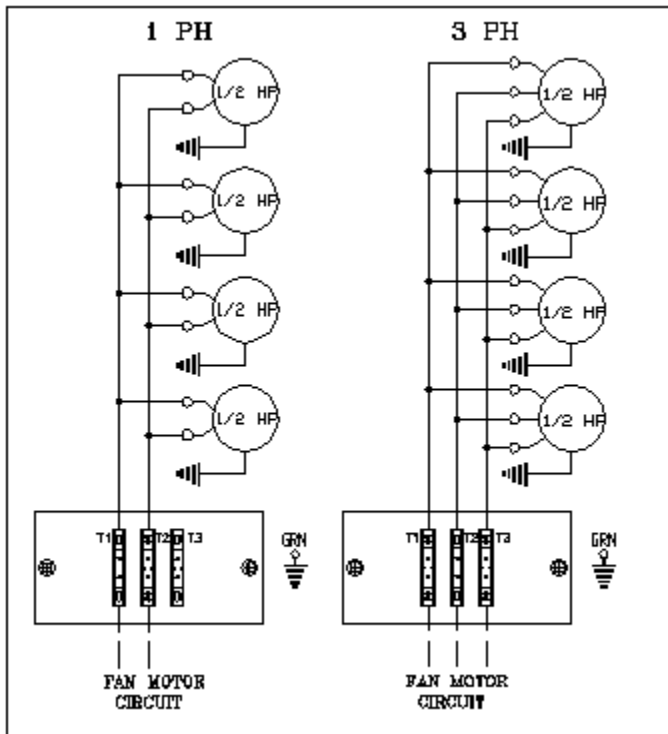 1 PH
1/2 HP
1/2 HP
1/2 HP
1/2 HP
T1 T2 T3
GRN
FAN MOTOR
CIRCUIT
3 PH
1/2 HP
1/2 HP
1/2 HP
1/2 HP
T1 T2 T3
GRN
FAN MOTOR
CIRCUIT